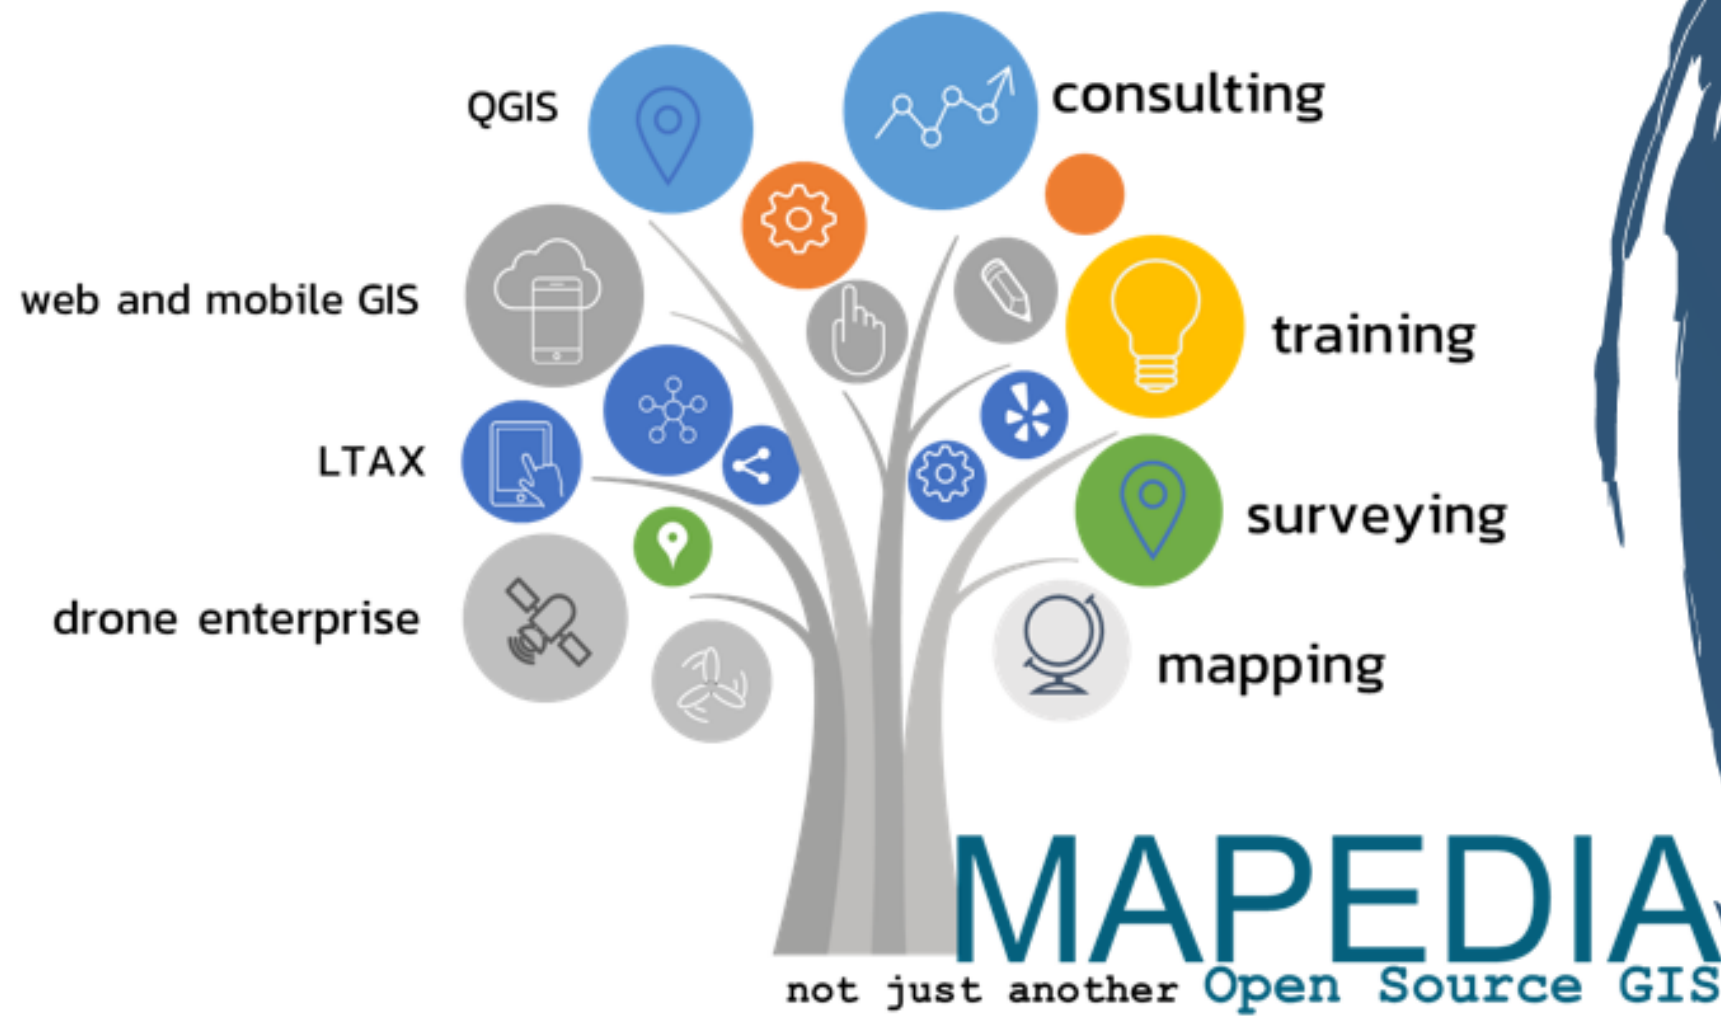 QGIS
consulting
web and mobile GIS
training
LTAX
surveying
drone enterprise
mapping
MAPEDIA
not just another Open Source GIS